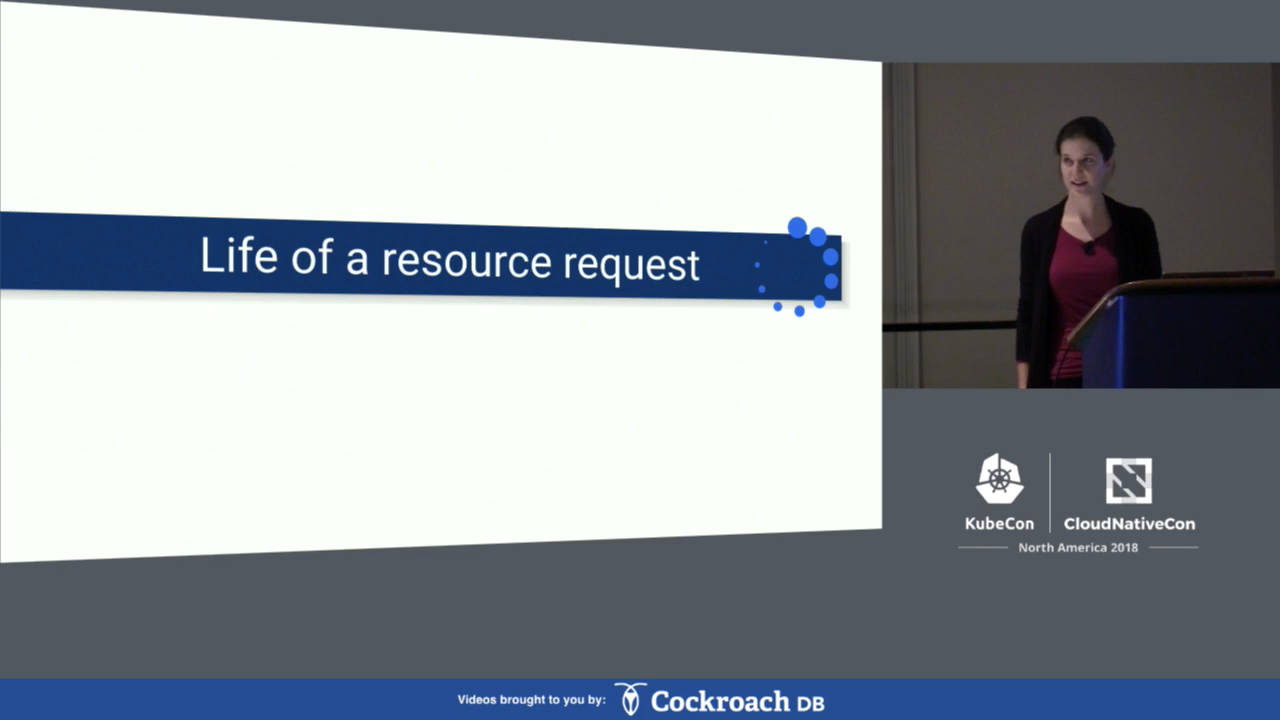 Life of a resource request
KubeCon
CloudNativeCon
North America 2018
Videos brought to you by:
Cockroach DB